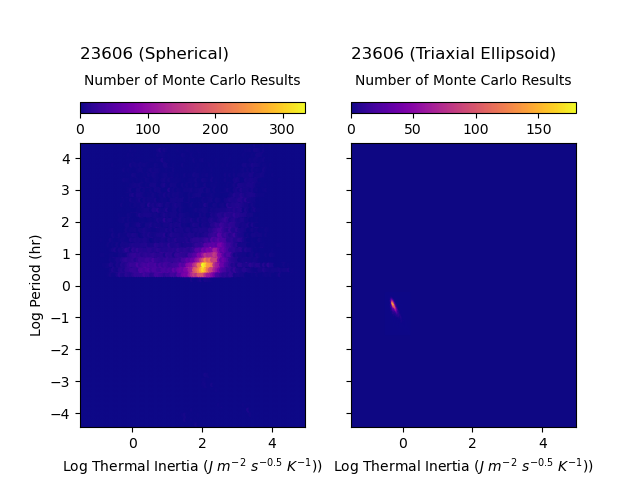 23606 (Spherical)
Number of Monte Carlo Results
0 100 200 300
4
3
2
1
0
−1
−2
−3
−4
Log Period (hr)
0 2 4
Log Thermal Inertia (J m⁻² s⁻⁰·⁵ K⁻¹))
23606 (Triaxial Ellipsoid)
Number of Monte Carlo Results
0 50 100 150
0 2 4
Log Thermal Inertia (J m⁻² s⁻⁰·⁵ K⁻¹))